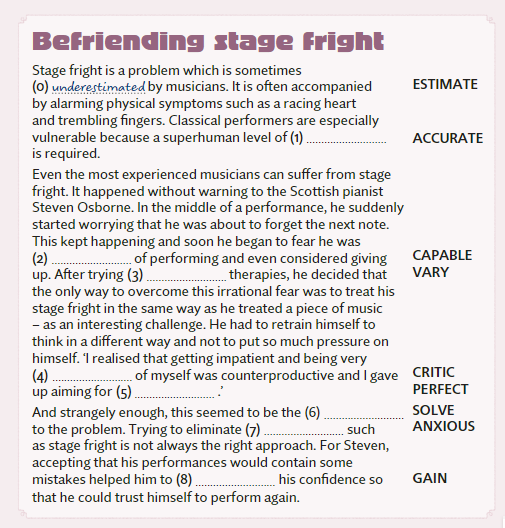 Befriending stage fright
Stage fright is a problem which is sometimes
(0) underestimated by musicians. It is often accompanied ESTIMATE
by alarming physical symptoms such as a racing heart
and trembling fingers. Classical performers are especially
vulnerable because a superhuman level of (1) .......................... ACCURATE
is required.
Even the most experienced musicians can suffer from stage
fright. It happened without warning to the Scottish pianist
Steven Osborne. In the middle of a performance, he suddenly
started worrying that he was about to forget the next note.
This kept happening and soon he began to fear he was
(2) .......................... of performing and even considered giving CAPABLE
up. After trying (3) .......................... therapies, he decided that VARY
the only way to overcome this irrational fear was to treat his
stage fright in the same way as he treated a piece of music
– as an interesting challenge. He had to retrain himself to
think in a different way and not to put so much pressure on
himself. ‘I realised that getting impatient and being very
(4) .......................... of myself was counterproductive and I gave CRITIC
up aiming for (5) .......................... .’ PERFECT
And strangely enough, this seemed to be the (6) .......................... SOLVE
to the problem. Trying to eliminate (7) .......................... such ANXIOUS
as stage fright is not always the right approach. For Steven,
accepting that his performances would contain some
mistakes helped him to (8) .......................... his confidence so GAIN
that he could trust himself to perform again.